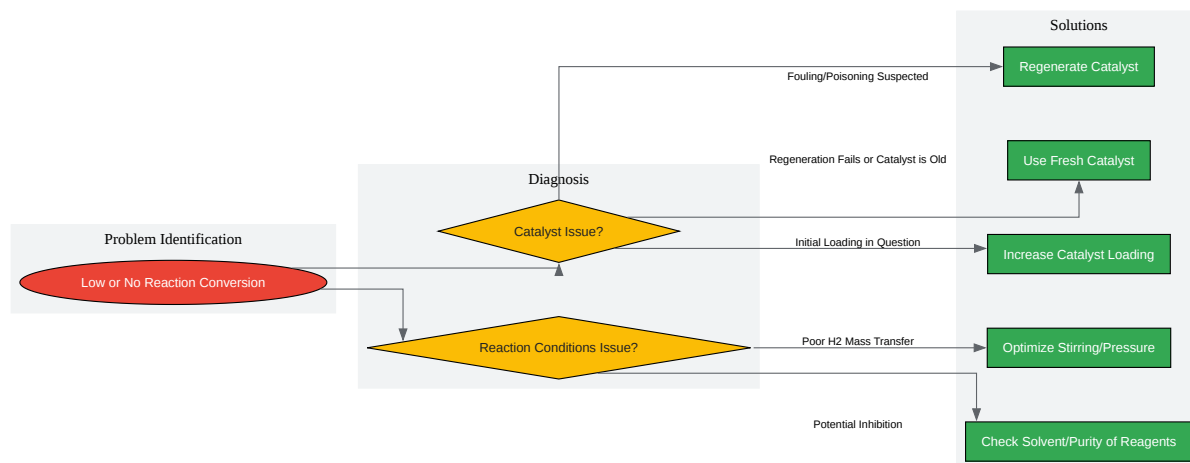 Solutions
Regenerate Catalyst
Fouling/Poisoning Suspected
Regeneration Fails or Catalyst is Old
Use Fresh Catalyst
Diagnosis
Catalyst Issue?
Initial Loading in Question
Increase Catalyst Loading
Problem Identification
Low or No Reaction Conversion
Reaction Conditions Issue?
Poor H2 Mass Transfer
Optimize Stirring/Pressure
Potential Inhibition
Check Solvent/Purity of Reagents